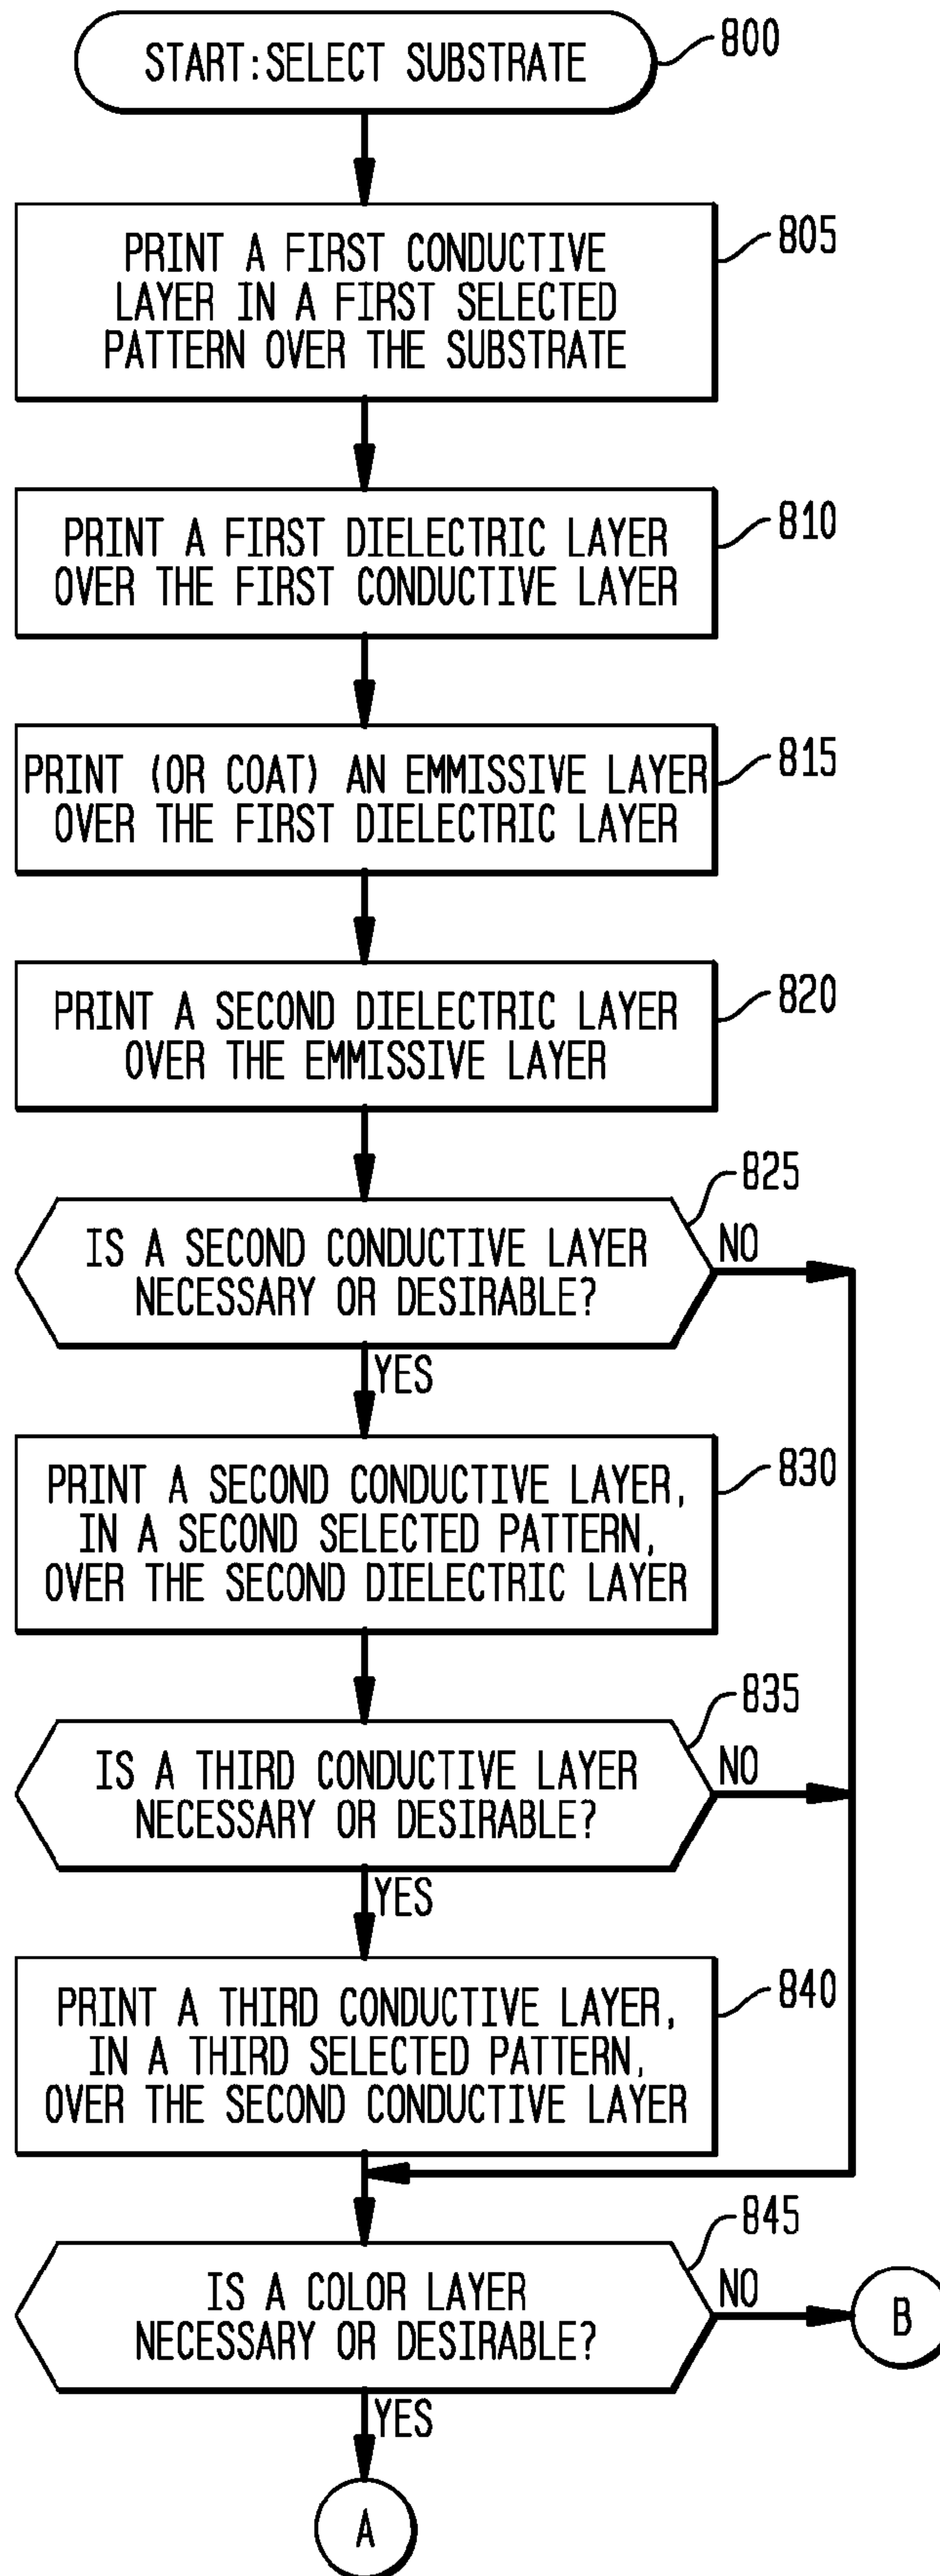 START:SELECT SUBSTRATE
800
PRINT A FIRST CONDUCTIVE
LAYER IN A FIRST SELECTED
PATTERN OVER THE SUBSTRATE
805
PRINT A FIRST DIELECTRIC LAYER
OVER THE FIRST CONDUCTIVE LAYER
810
PRINT (OR COAT) AN EMMISSIVE LAYER
OVER THE FIRST DIELECTRIC LAYER
815
PRINT A SECOND DIELECTRIC LAYER
OVER THE EMMISSIVE LAYER
820
825
IS A SECOND CONDUCTIVE LAYER
NECESSARY OR DESIRABLE?
NO
YES
PRINT A SECOND CONDUCTIVE LAYER,
IN A SECOND SELECTED PATTERN,
OVER THE SECOND DIELECTRIC LAYER
830
835
IS A THIRD CONDUCTIVE LAYER
NECESSARY OR DESIRABLE?
NO
YES
PRINT A THIRD CONDUCTIVE LAYER,
IN A THIRD SELECTED PATTERN,
OVER THE SECOND CONDUCTIVE LAYER
840
845
IS A COLOR LAYER
NECESSARY OR DESIRABLE?
NO
B
YES
A